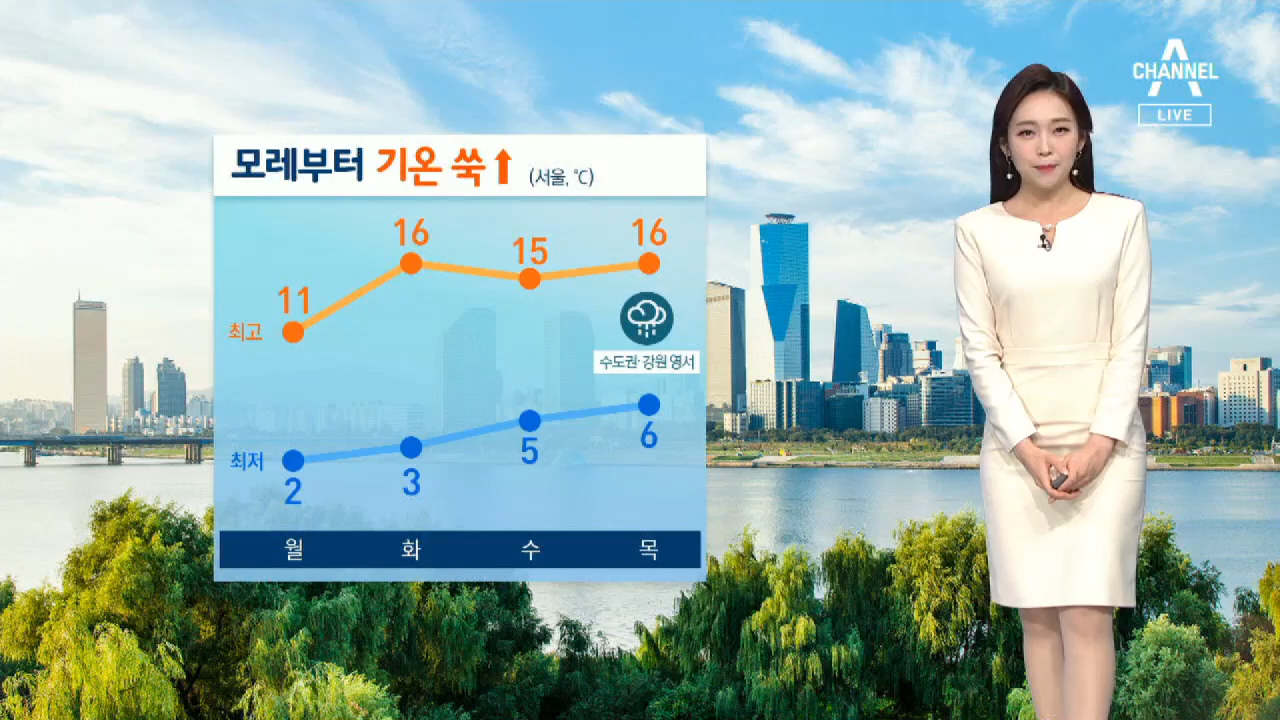 모레부터 기온 쑥 (서울, °C)
16
16
15
11
최고
수도권·강원 영서
최저
2
3
5
6
월 화 수 목
CHANNEL A
LIVE